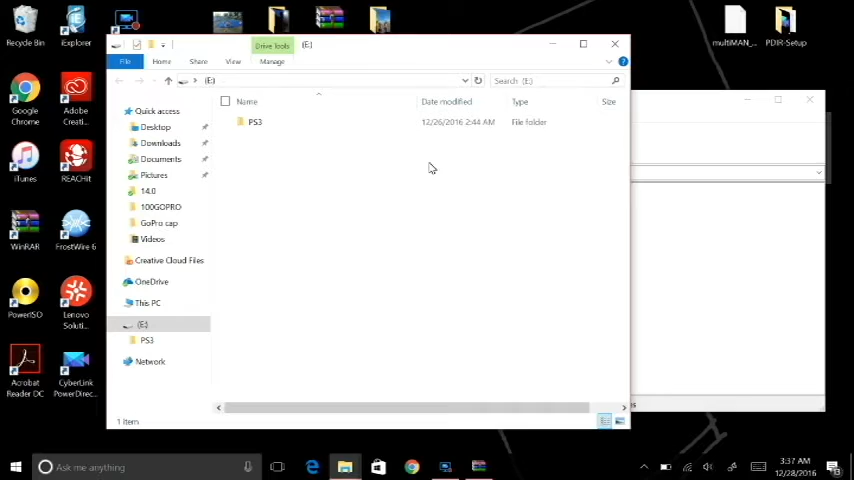 Recycle Bin
iExplorer
multiMAN_...
PDIR-Setup
Drive Tools
(E:)
File
Home
Share
View
Manage
(E:)
Search (E:)
Name
Date modified
Type
Size
PS3
12/26/2016 2:44 AM
File folder
Quick access
Desktop
Downloads
Documents
Pictures
14.0
100GOPRO
GoPro cap
Videos
Creative Cloud Files
OneDrive
This PC
(E:)
PS3
Network
1 item
Google
Chrome
Adobe
Creati...
iTunes
REACHit
WinRAR
FrostWire 6
PowerISO
Lenovo
Soluti...
Acrobat
Reader DC
CyberLink
PowerDirec...
Ask me anything
3:37 AM
12/28/2016
13